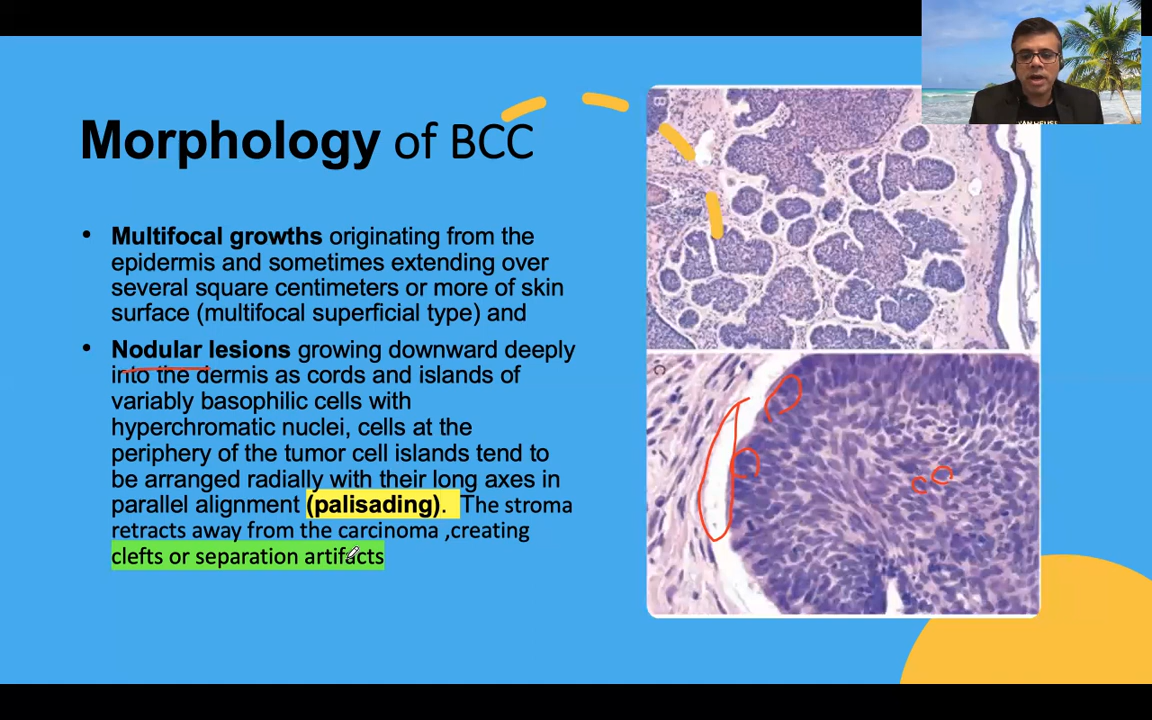 Morphology of BCC
• Multifocal growths originating from the
epidermis and sometimes extending over
several square centimeters or more of skin
surface (multifocal superficial type) and
• Nodular lesions growing downward deeply
into the dermis as cords and islands of
variably basophilic cells with
hyperchromatic nuclei, cells at the
periphery of the tumor cell islands tend to
be arranged radially with their long axes in
parallel alignment (palisading). The stroma
retracts away from the carcinoma ,creating
clefts or separation artifacts
B
C